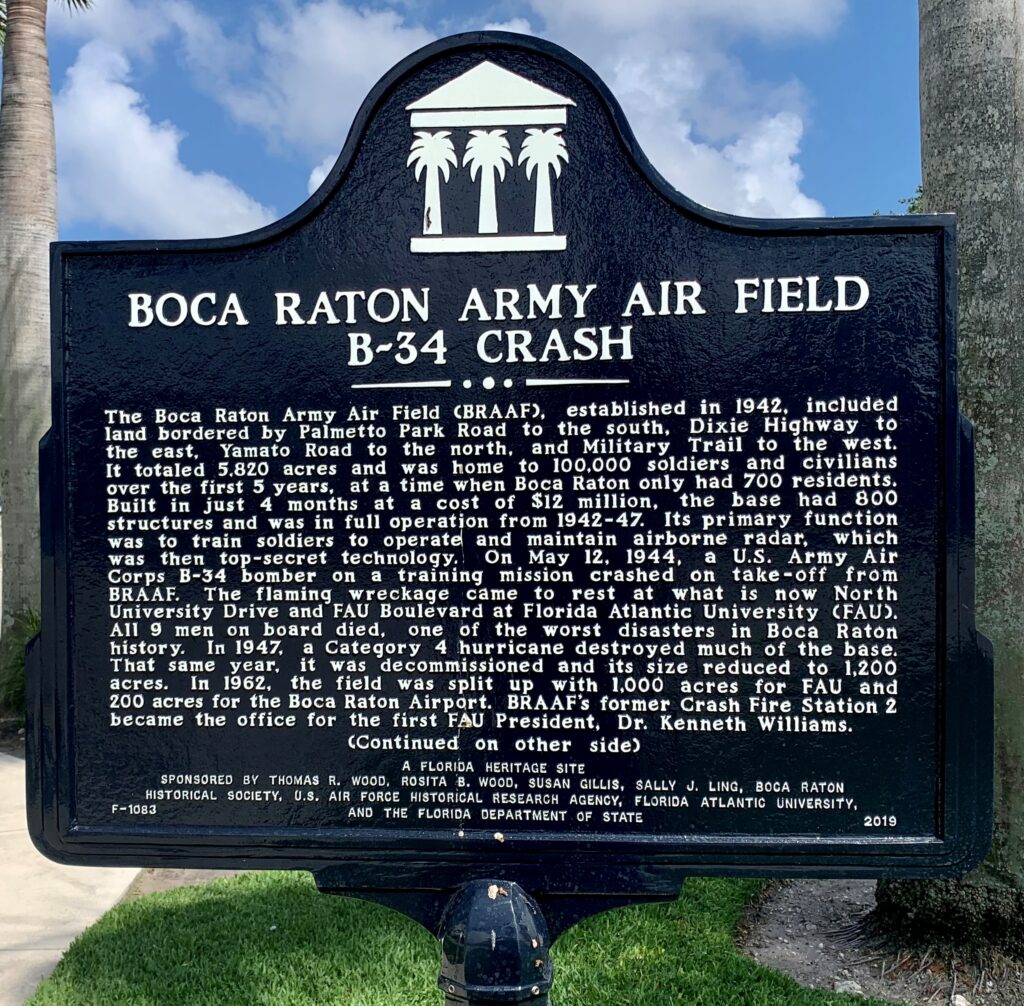 BOCA RATON ARMY AIR FIELD
B-34 CRASH
The Boca Raton Army Air Field (BRAAF), established in 1942, included
land bordered by Palmetto Park Road to the south, Dixie Highway to
the east, Yamato Road to the north, and Military Trail to the west.
It totaled 5,820 acres and was home to 100,000 soldiers and civilians
over the first 5 years, at a time when Boca Raton only had 700 residents.
Built in just 4 months at a cost of $12 million, the base had 800
structures and was in full operation from 1942-47. Its primary function
was to train soldiers to operate and maintain airborne radar, which
was then top-secret technology. On May 12, 1944, a U.S. Army Air
Corps B-34 bomber on a training mission crashed on take-off from
BRAAF. The flaming wreckage came to rest at what is now North
University Drive and FAU Boulevard at Florida Atlantic University (FAU).
All 9 men on board died, one of the worst disasters in Boca Raton
history. In 1947, a Category 4 hurricane destroyed much of the base.
That same year, it was decommissioned and its size reduced to 1,200
acres. In 1962, the field was split up with 1,000 acres for FAU and
200 acres for the Boca Raton Airport. BRAAF's former Crash Fire Station 2
became the office for the first FAU President, Dr. Kenneth Williams.
(Continued on other side)
A FLORIDA HERITAGE SITE
SPONSORED BY THOMAS R. WOOD, ROSITA B. WOOD, SUSAN GILLIS, SALLY J. LING, BOCA RATON
HISTORICAL SOCIETY, U.S. AIR FORCE HISTORICAL RESEARCH AGENCY, FLORIDA ATLANTIC UNIVERSITY,
F-1083 AND THE FLORIDA DEPARTMENT OF STATE 2019